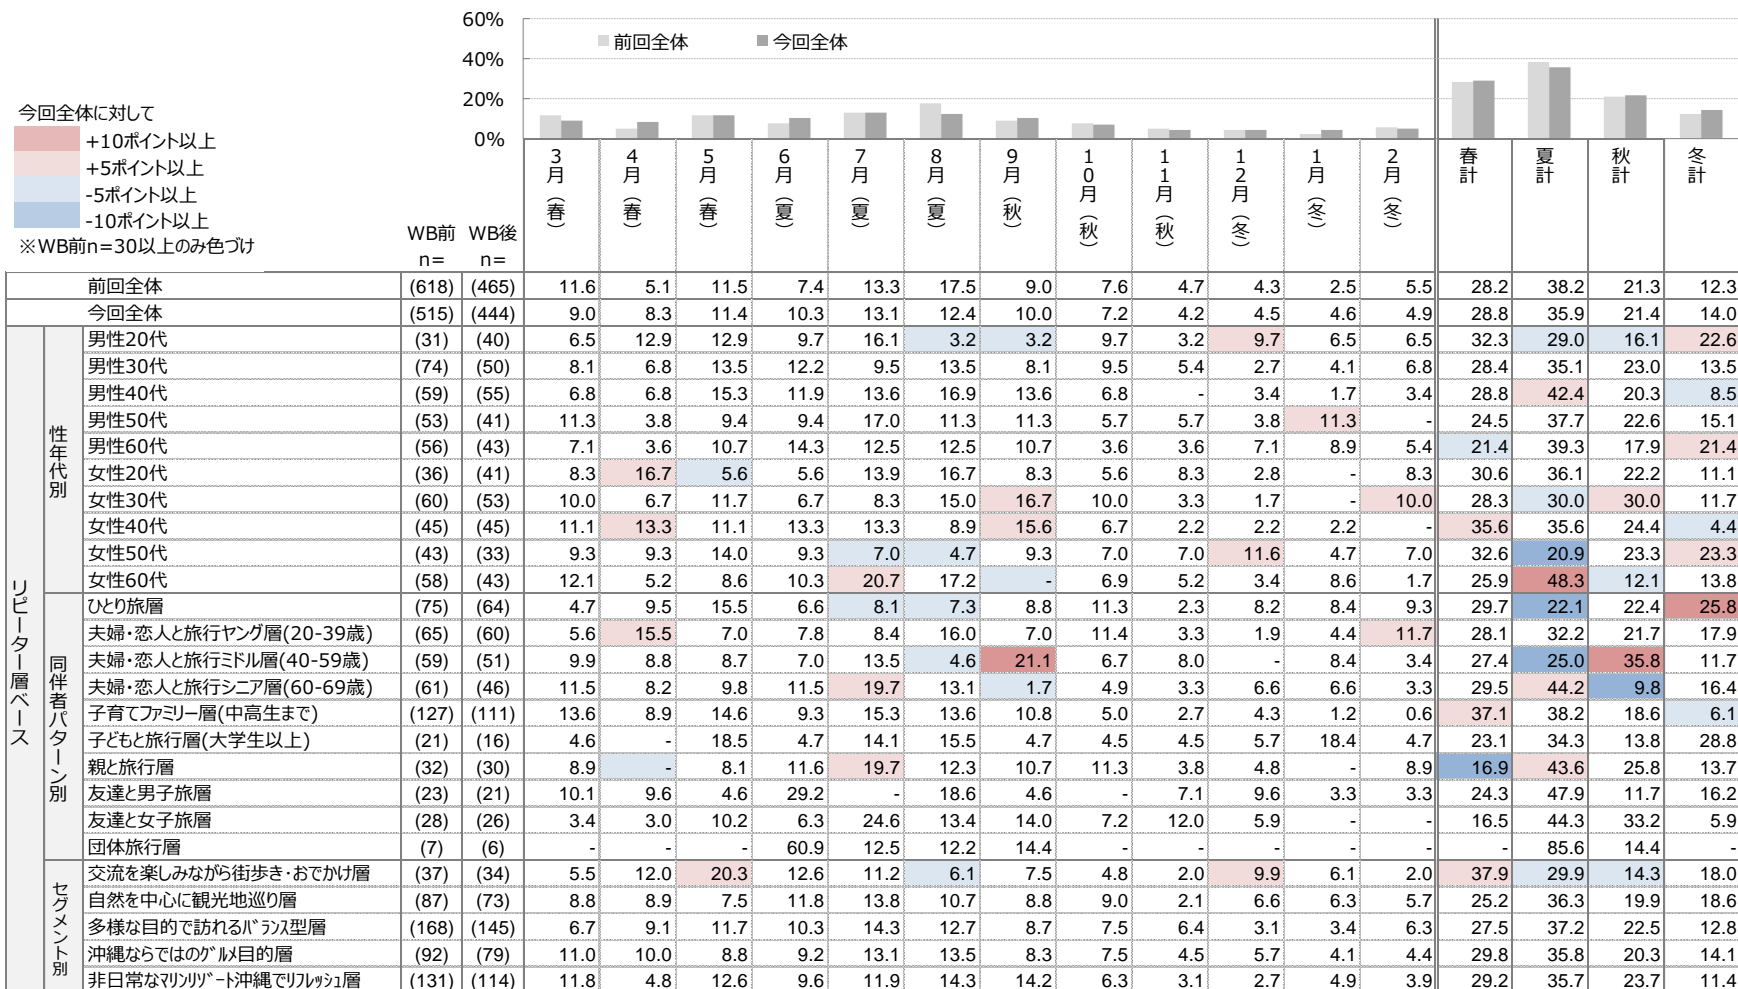 60%
40%
20%
0%
前回全体 今回全体
今回全体に対して
+10ポイント以上
+5ポイント以上
-5ポイント以上
-10ポイント以上
※WB前n=30以上のみ色づけ
WB前 n= WB後 n= 3月(春) 4月(春) 5月(春) 6月(夏) 7月(夏) 8月(夏) 9月(秋) 10月(秋) 11月(秋) 12月(冬) 1月(冬) 2月(冬) 春計 夏計 秋計 冬計
前回全体 (618) (465) 11.6 5.1 11.5 7.4 13.3 17.5 9.0 7.6 4.7 4.3 2.5 5.5 28.2 38.2 21.3 12.3
今回全体 (515) (444) 9.0 8.3 11.4 10.3 13.1 12.4 10.0 7.2 4.2 4.5 4.6 4.9 28.8 35.9 21.4 14.0
リピーター層ベース
性年代別
男性20代 (31) (40) 6.5 12.9 12.9 9.7 16.1 3.2 3.2 9.7 3.2 9.7 6.5 6.5 32.3 29.0 16.1 22.6
男性30代 (74) (50) 8.1 6.8 13.5 12.2 9.5 13.5 8.1 9.5 5.4 2.7 4.1 6.8 28.4 35.1 23.0 13.5
男性40代 (59) (55) 6.8 6.8 15.3 11.9 13.6 16.9 13.6 6.8 - 3.4 1.7 3.4 28.8 42.4 20.3 8.5
男性50代 (53) (41) 11.3 3.8 9.4 9.4 17.0 11.3 11.3 5.7 5.7 3.8 11.3 - 24.5 37.7 22.6 15.1
男性60代 (56) (43) 7.1 3.6 10.7 14.3 12.5 12.5 10.7 3.6 3.6 7.1 8.9 5.4 21.4 39.3 17.9 21.4
女性20代 (36) (41) 8.3 16.7 5.6 5.6 13.9 16.7 8.3 5.6 8.3 2.8 - 8.3 30.6 36.1 22.2 11.1
女性30代 (60) (53) 10.0 6.7 11.7 6.7 8.3 15.0 16.7 10.0 3.3 1.7 - 10.0 28.3 30.0 30.0 11.7
女性40代 (45) (45) 11.1 13.3 11.1 13.3 13.3 8.9 15.6 6.7 2.2 2.2 2.2 - 35.6 35.6 24.4 4.4
女性50代 (43) (33) 9.3 9.3 14.0 9.3 7.0 4.7 9.3 7.0 7.0 11.6 4.7 7.0 32.6 20.9 23.3 23.3
女性60代 (58) (43) 12.1 5.2 8.6 10.3 20.7 17.2 - 6.9 5.2 3.4 8.6 1.7 25.9 48.3 12.1 13.8
同伴者パターン別
ひとり旅層 (75) (64) 4.7 9.5 15.5 6.6 8.1 7.3 8.8 11.3 2.3 8.2 8.4 9.3 29.7 22.1 22.4 25.8
夫婦・恋人と旅行ヤング層(20-39歳) (65) (60) 5.6 15.5 7.0 7.8 8.4 16.0 7.0 11.4 3.3 1.9 4.4 11.7 28.1 32.2 21.7 17.9
夫婦・恋人と旅行ミドル層(40-59歳) (59) (51) 9.9 8.8 8.7 7.0 13.5 4.6 21.1 6.7 8.0 - 8.4 3.4 27.4 25.0 35.8 11.7
夫婦・恋人と旅行シニア層(60-69歳) (61) (46) 11.5 8.2 9.8 11.5 19.7 13.1 1.7 4.9 3.3 6.6 6.6 3.3 29.5 44.2 9.8 16.4
子育てファミリー層(中高生まで) (127) (111) 13.6 8.9 14.6 9.3 15.3 13.6 10.8 5.0 2.7 4.3 1.2 0.6 37.1 38.2 18.6 6.1
子どもと旅行層(大学生以上) (21) (16) 4.6 - 18.5 4.7 14.1 15.5 4.7 4.5 4.5 5.7 18.4 4.7 23.1 34.3 13.8 28.8
親と旅行層 (32) (30) 8.9 - 8.1 11.6 19.7 12.3 10.7 11.3 3.8 4.8 - 8.9 16.9 43.6 25.8 13.7
友達と男子旅層 (23) (21) 10.1 9.6 4.6 29.2 - 18.6 4.6 - 7.1 9.6 3.3 3.3 24.3 47.9 11.7 16.2
友達と女子旅層 (28) (26) 3.4 3.0 10.2 6.3 24.6 13.4 14.0 7.2 12.0 5.9 - - 16.5 44.3 33.2 5.9
団体旅行層 (7) (6) - - - 60.9 12.5 12.2 14.4 - - - - - - 85.6 14.4 -
セグメント別
交流を楽しみながら街歩き・おでかけ層 (37) (34) 5.5 12.0 20.3 12.6 11.2 6.1 7.5 4.8 2.0 9.9 6.1 2.0 37.9 29.9 14.3 18.0
自然を中心に観光地巡り層 (87) (73) 8.8 8.9 7.5 11.8 13.8 10.7 8.8 9.0 2.1 6.6 6.3 5.7 25.2 36.3 19.9 18.6
多様な目的で訪れるバランス型層 (168) (145) 6.7 9.1 11.7 10.3 14.3 12.7 8.7 7.5 6.4 3.1 3.4 6.3 27.5 37.2 22.5 12.8
沖縄ならではのグルメ目的層 (92) (79) 11.0 10.0 8.8 9.2 13.1 13.5 8.3 7.5 4.5 5.7 4.1 4.4 29.8 35.8 20.3 14.1
非日常なマリンリゾート沖縄でリフレッシュ層 (131) (114) 11.8 4.8 12.6 9.6 11.9 14.3 14.2 6.3 3.1 2.7 4.9 3.9 29.2 35.7 23.7 11.4